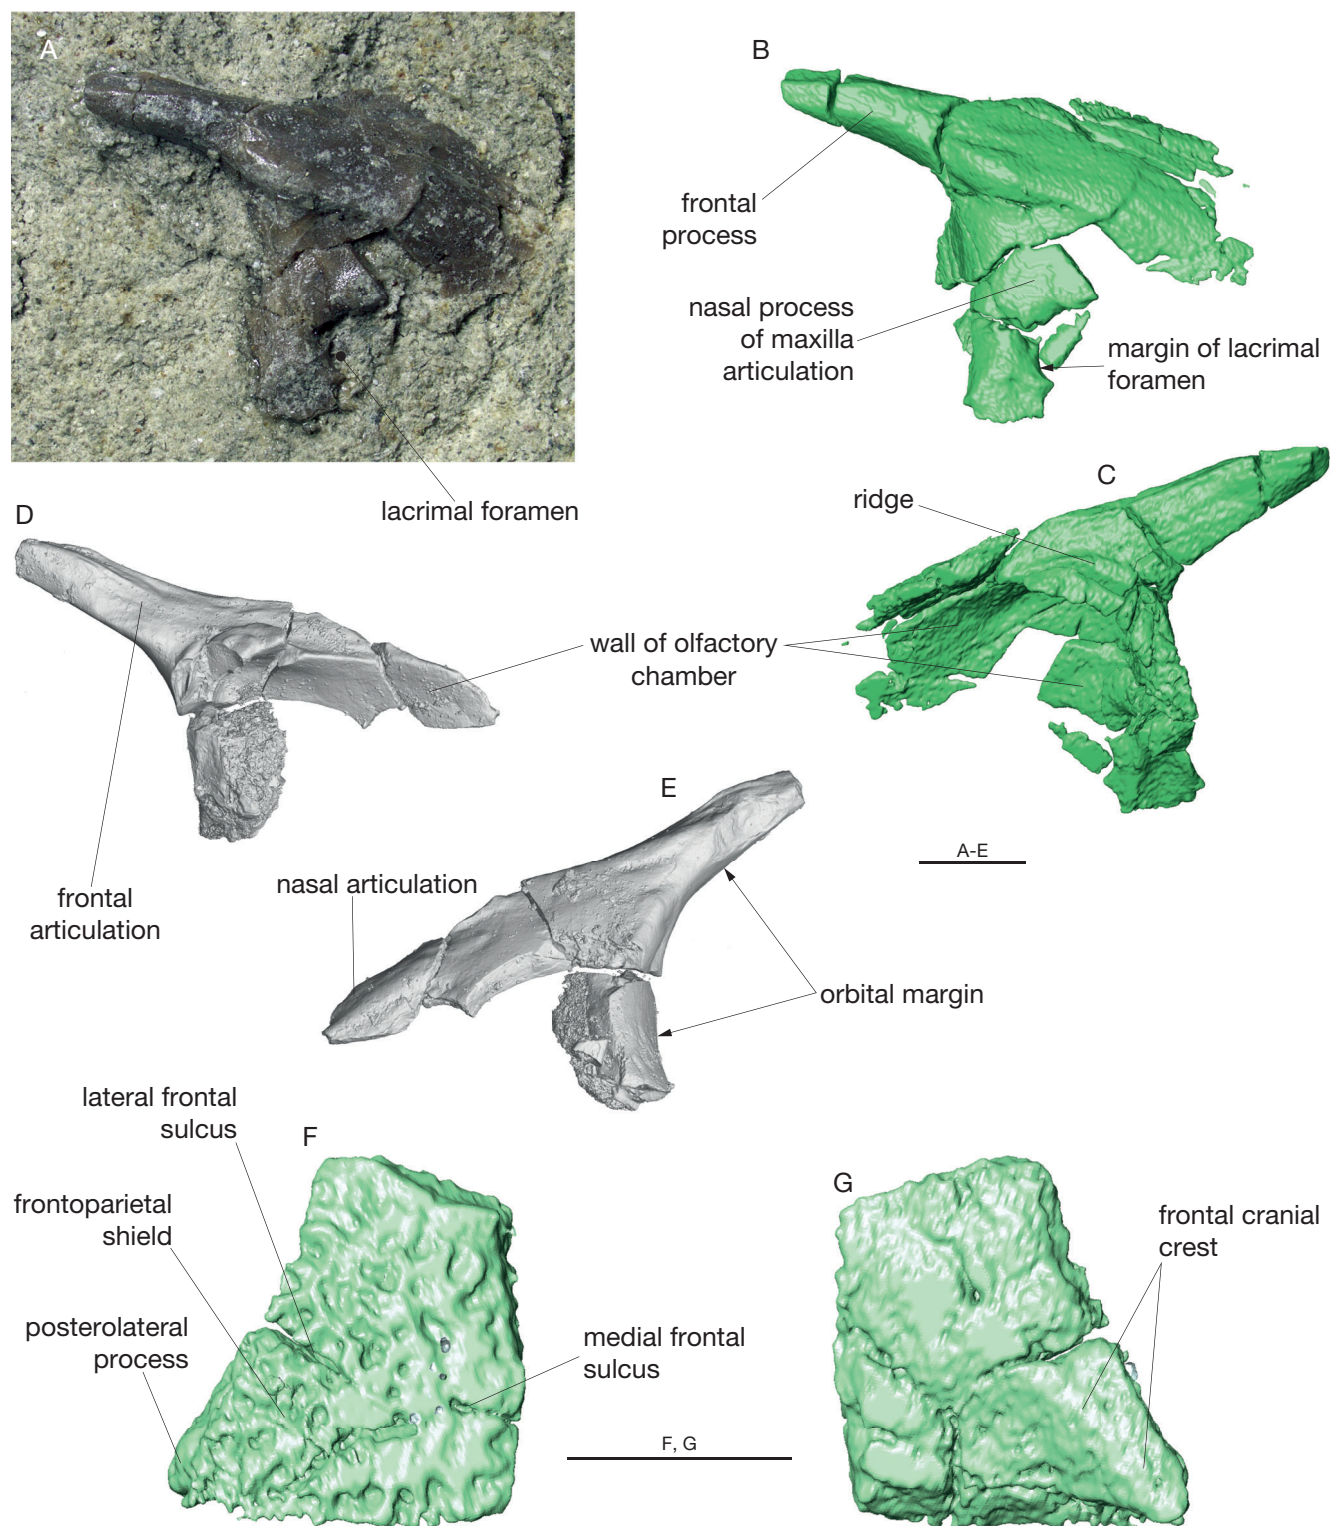 A
B
frontal
process
nasal process
of maxilla
articulation
margin of lacrimal
foramen
lacrimal foramen
C
ridge
D
wall of olfactory
chamber
frontal
articulation
E
nasal articulation
A-E
orbital margin
lateral frontal
sulcus
F
frontoparietal
shield
posterolateral
process
medial frontal
sulcus
F, G
G
frontal cranial
crest